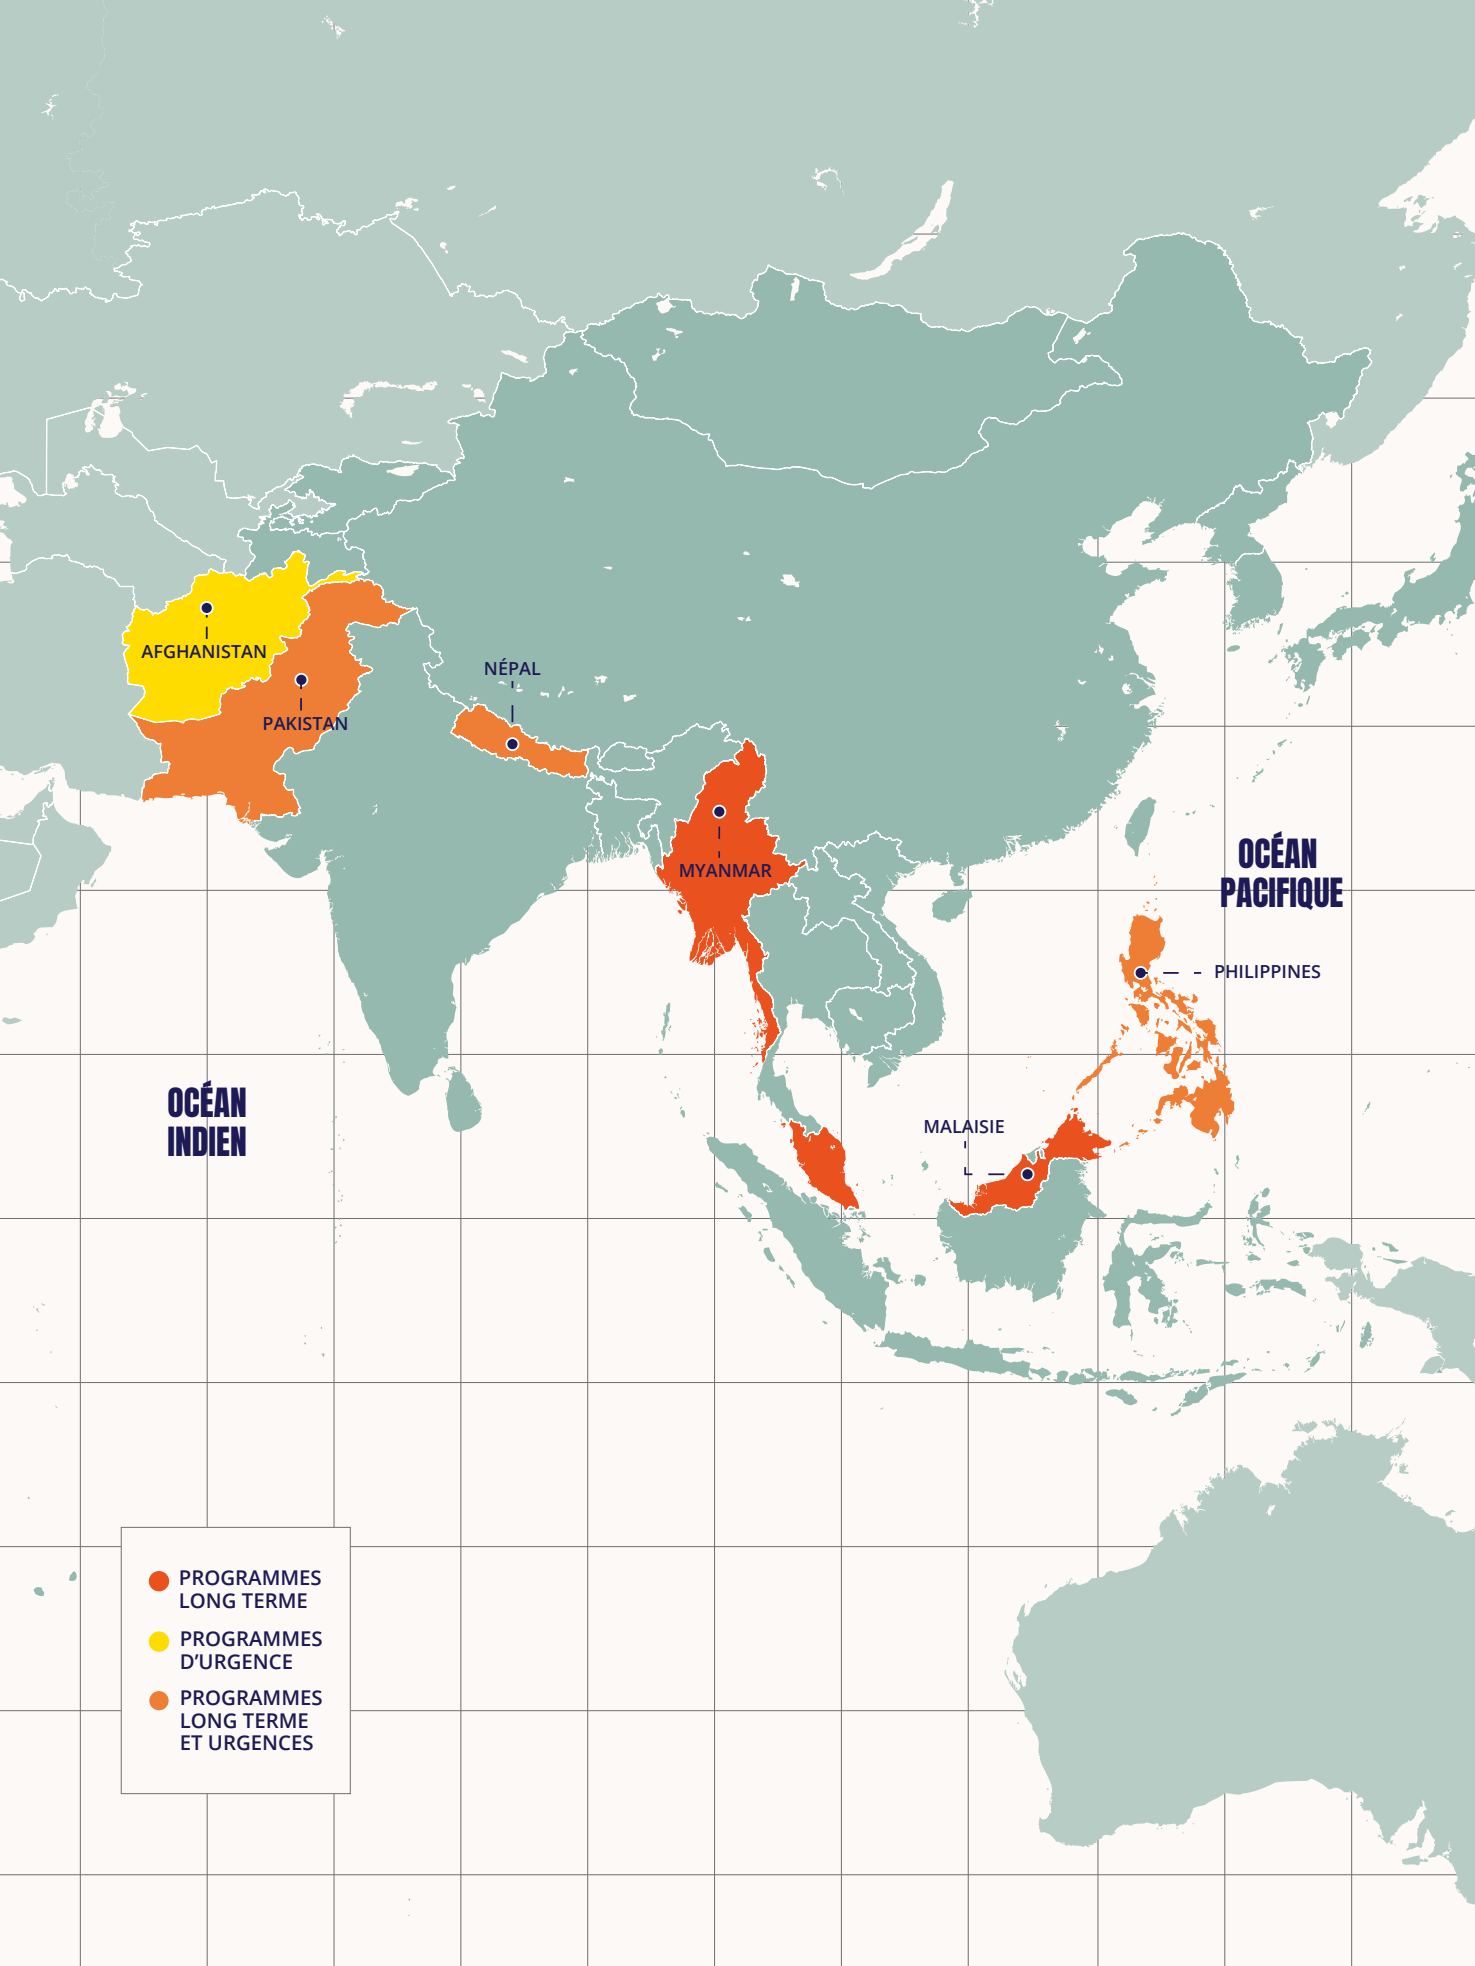 NÉPAL
AFGHANISTAN
PAKISTAN
MYANMAR
OCÉAN
PACIFIQUE
PHILIPPINES
OCÉAN
INDIEN
MALAISIE
PROGRAMMES
LONG TERME
PROGRAMMES
D'URGENCE
PROGRAMMES
LONG TERME
ET URGENCES